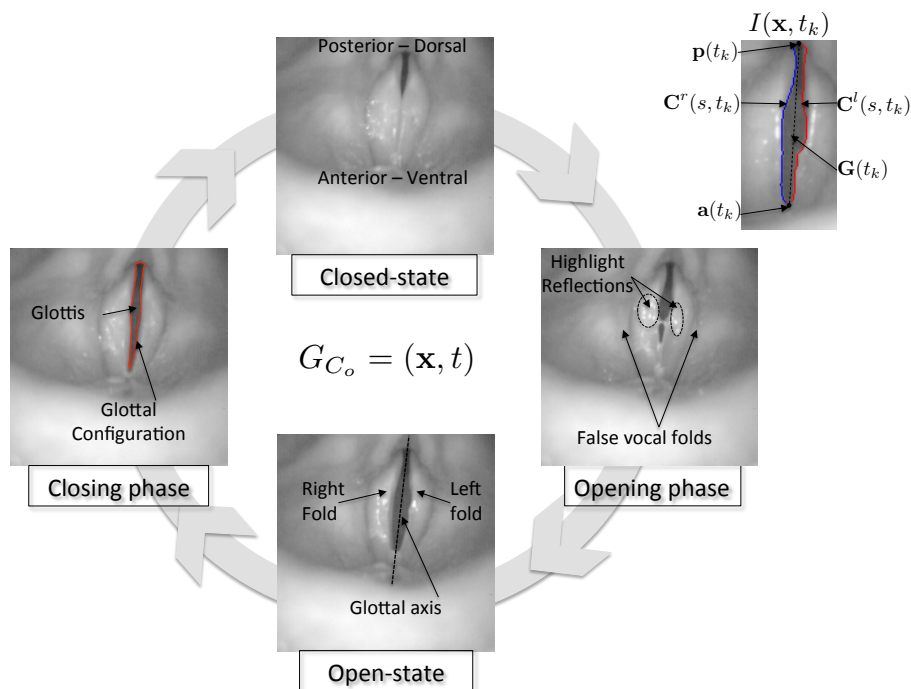 I(x, t_k)
p(t_k)
C^r(s, t_k)
C^l(s, t_k)
G(t_k)
a(t_k)
Posterior – Dorsal
Anterior – Ventral
Closed-state
Highlight
Reflections
False vocal folds
Opening phase
Glottis
Glottal
Configuration
Closing phase
G_{C_o} = (x, t)
Right
Fold
Left
fold
Glottal axis
Open-state